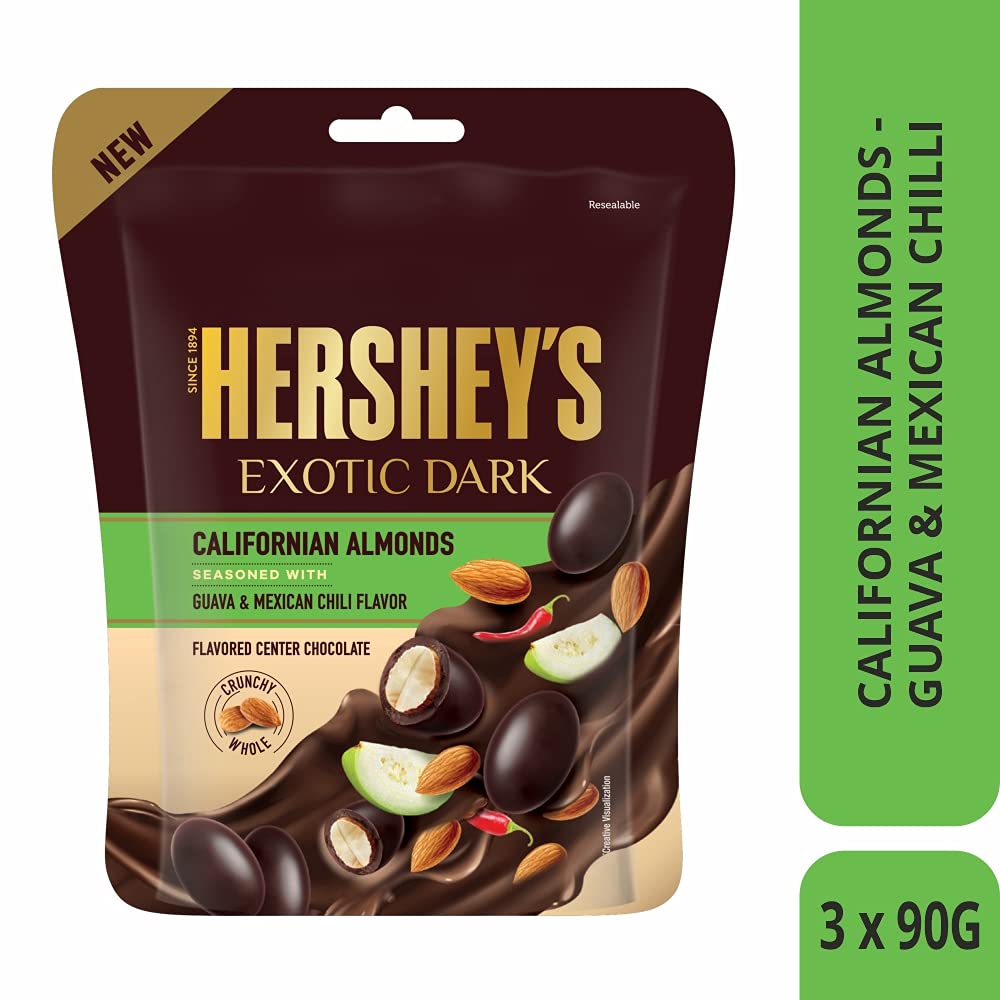 NEW
Resealable
SINCE 1894
HERSHEY'S
EXOTIC DARK
CALIFORNIAN ALMONDS
SEASONED WITH
GUAVA & MEXICAN CHILI FLAVOR
FLAVORED CENTER CHOCOLATE
CRUNCHY
WHOLE
Creative Visualization
CALIFORNIAN ALMONDS -
GUAVA & MEXICAN CHILLI
3 x 90G